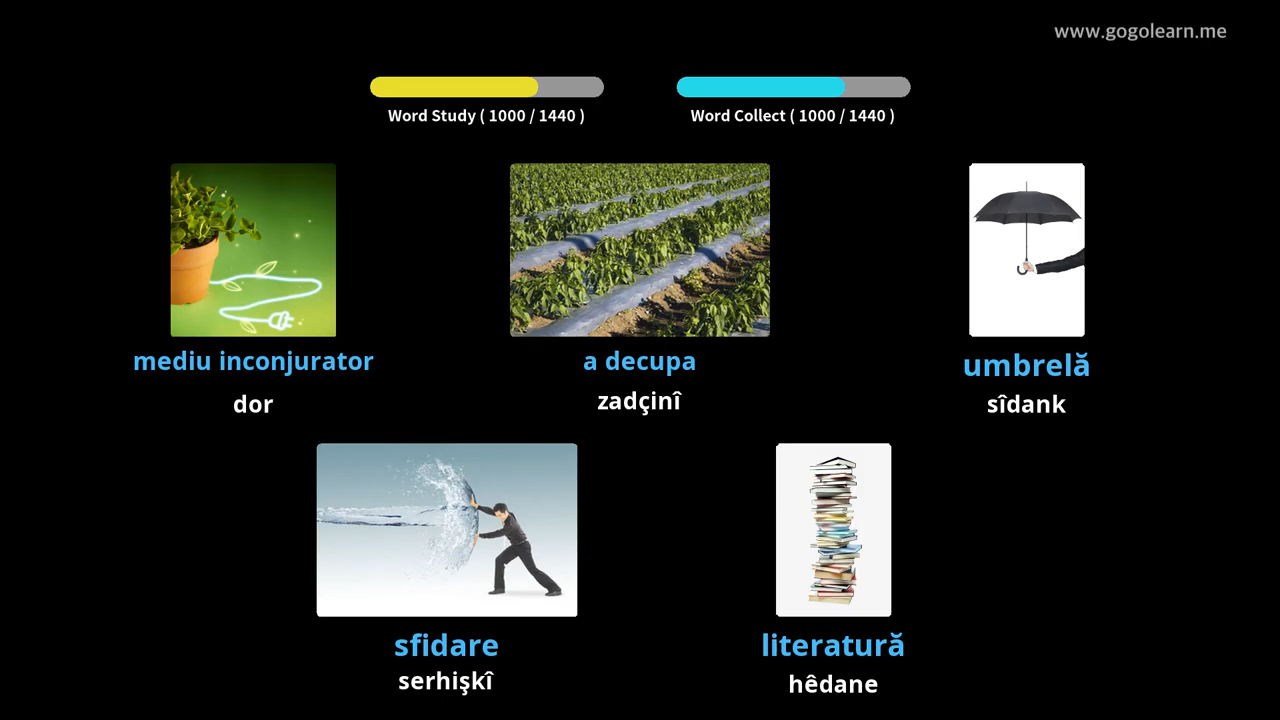 www.gogolearn.me
Word Study ( 1000 / 1440 )
Word Collect ( 1000 / 1440 )
mediu inconjurator
dor
a decupa
zadçinî
umbrelă
sîdank
sfidare
serhişkî
literatură
hêdane